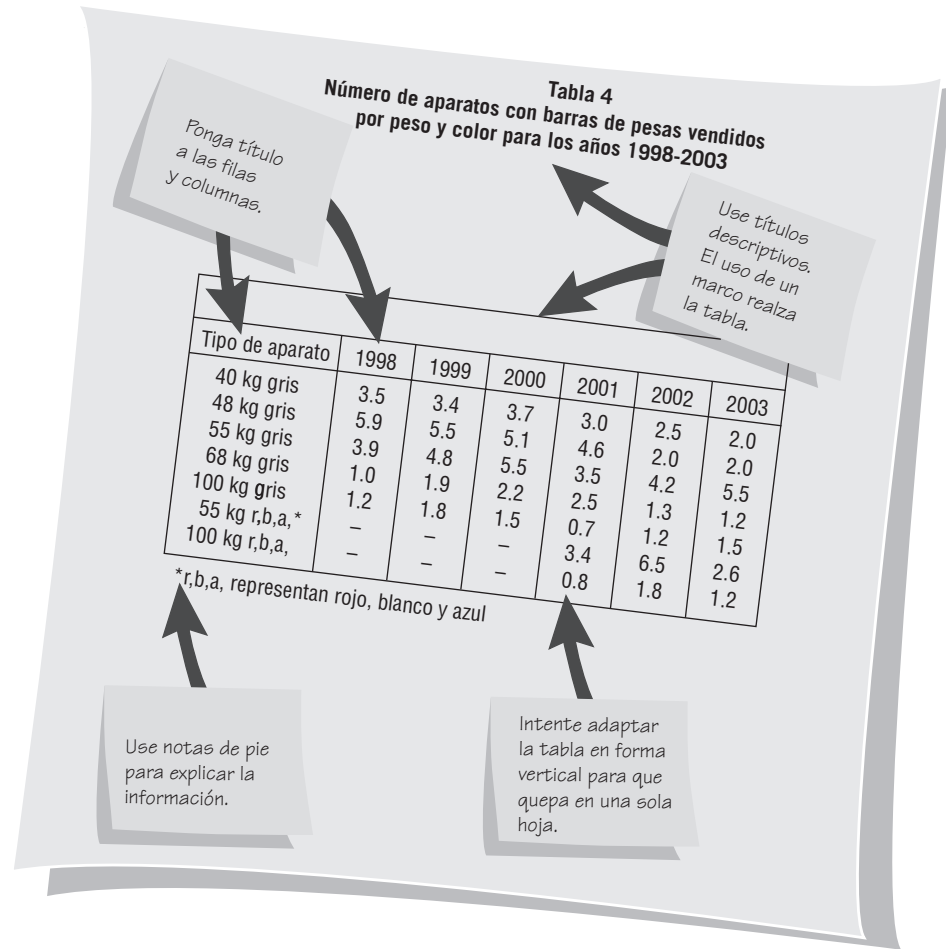 Tabla 4
Número de aparatos con barras de pesas vendidos
por peso y color para los años 1998-2003
Ponga título
a las filas
y columnas.
Use títulos
descriptivos.
El uso de un
marco realza
la tabla.
Tipo de aparato 1998 1999 2000 2001 2002 2003
40 kg gris 3.5 3.4 3.7 3.0 2.5 2.0
48 kg gris 5.9 5.5 5.1 4.6 2.0 2.0
55 kg gris 3.9 4.8 5.5 3.5 4.2 5.5
68 kg gris 1.0 1.9 2.2 2.5 1.3 1.2
100 kg gris 1.2 1.8 1.5 0.7 1.2 1.5
55 kg r,b,a,* – – – 3.4 6.5 2.6
100 kg r,b,a, – – – 0.8 1.8 1.2
*r,b,a, representan rojo, blanco y azul
Use notas de pie
para explicar la
información.
Intente adaptar
la tabla en forma
vertical para que
quepa en una sola
hoja.